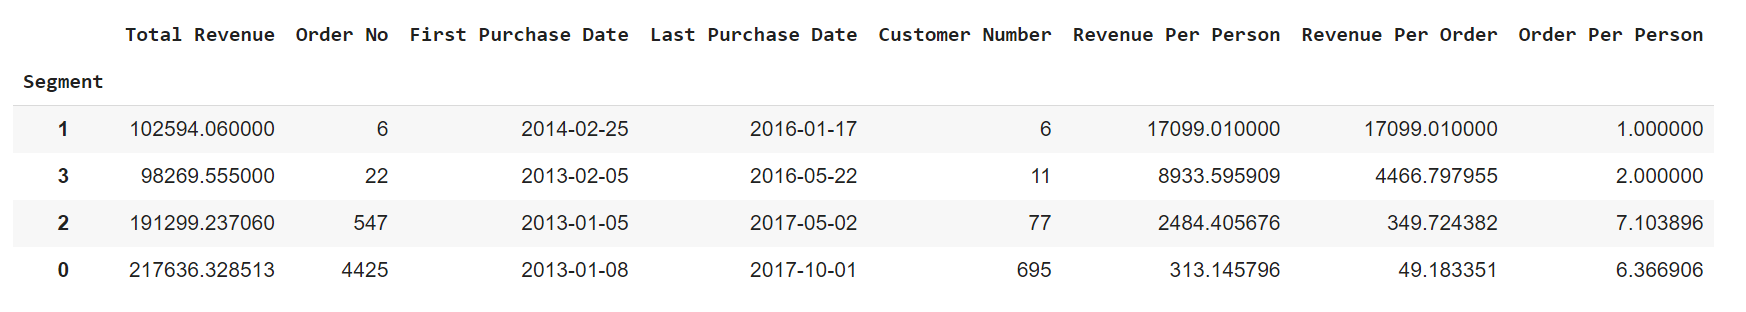 Total Revenue Order No First Purchase Date Last Purchase Date Customer Number Revenue Per Person Revenue Per Order Order Per Person
Segment
1 102594.060000 6 2014-02-25 2016-01-17 6 17099.010000 17099.010000 1.000000
3 98269.555000 22 2013-02-05 2016-05-22 11 8933.595909 4466.797955 2.000000
2 191299.237060 547 2013-01-05 2017-05-02 77 2484.405676 349.724382 7.103896
0 217636.328513 4425 2013-01-08 2017-10-01 695 313.145796 49.183351 6.366906